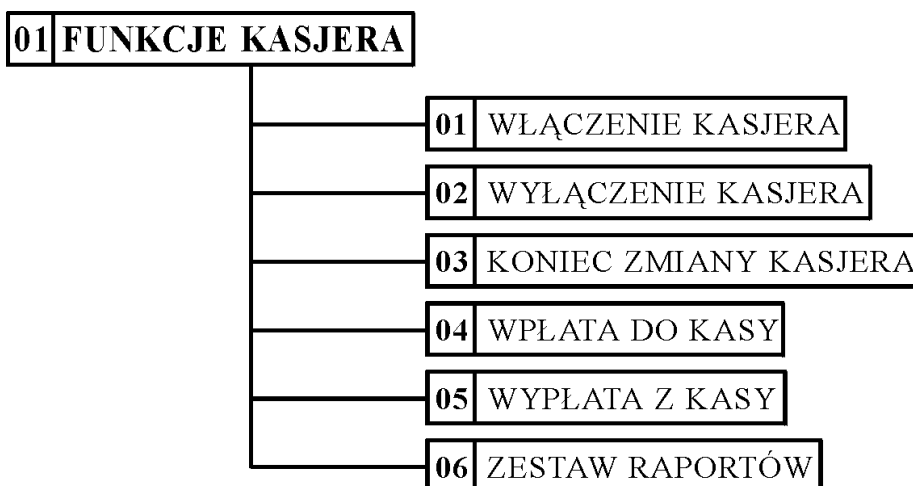 01 FUNKCJE KASJERA
01 WŁĄCZENIE KASJERA
02 WYŁĄCZENIE KASJERA
03 KONIEC ZMIANY KASJERA
04 WPŁATA DO KASY
05 WYPŁATA Z KASY
06 ZESTAW RAPORTÓW